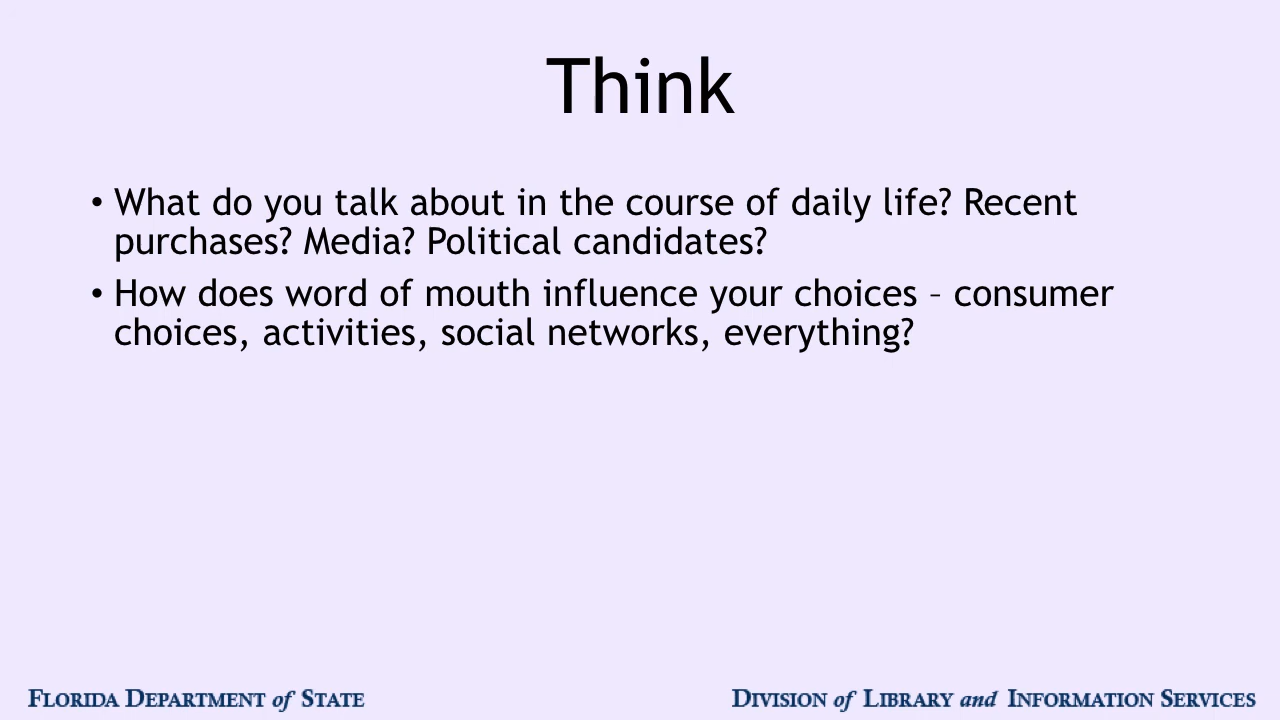 Think
• What do you talk about in the course of daily life? Recent
purchases? Media? Political candidates?
• How does word of mouth influence your choices – consumer
choices, activities, social networks, everything?
FLORIDA DEPARTMENT of STATE
DIVISION of LIBRARY and INFORMATION SERVICES